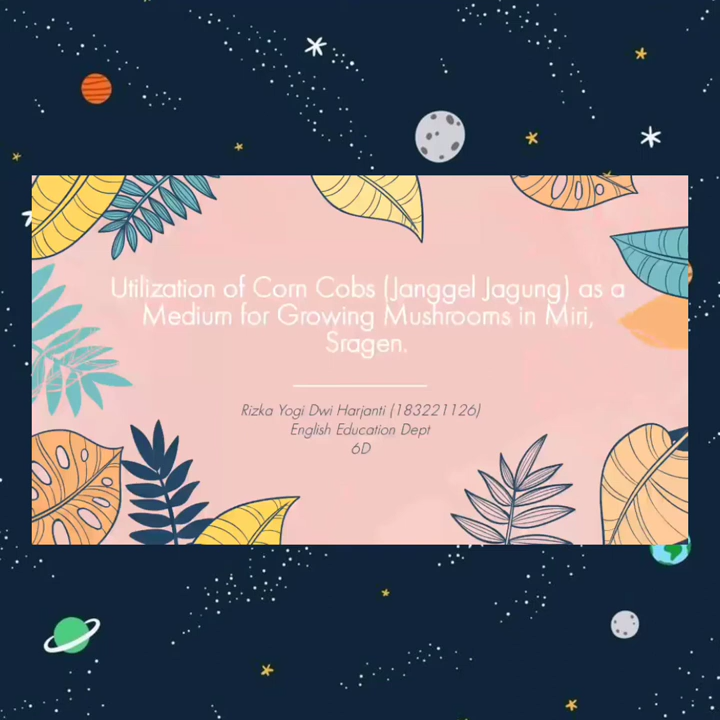 Utilization of Corn Cobs (Janggel Jagung) as a
Medium for Growing Mushrooms in Miri,
Sragen.
Rizka Yogi Dwi Harjanti (183221126)
English Education Dept
6D